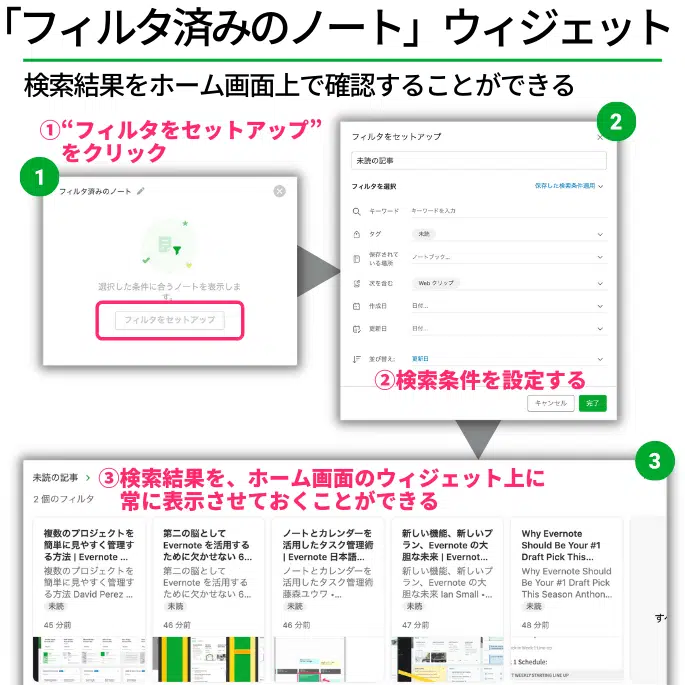 「フィルタ済みのノート」ウィジェット
検索結果をホーム画面上で確認することができる
①“フィルタをセットアップ”
をクリック
1
フィルタ済みのノート
選択した条件に合うノートを表示しま
す。
フィルタをセットアップ
2
フィルタをセットアップ
未読の記事
フィルタを選択
保存した検索条件適用
キーワード
キーワードを入力
タグ
未読
保存されて
いる場所
ノートブック...
次を含む
Web クリップ
作成日
日付...
更新日
日付...
並び替え:
更新日
②検索条件を設定する
キャンセル
完了
3
未読の記事
2 個のフィルタ
③検索結果を、ホーム画面のウィジェット上に
常に表示させておくことができる
複数のプロジェクトを
簡単に見やすく管理す
る方法 | Evernote ...
複数のプロジェクトを
簡単に見やすく管理す
る方法 David Perez ...
未読
45 分前
第二の脳として
Evernote を活用する
ために欠かせない 6...
第二の脳として
Evernote を活用する
ために欠かせない 6...
未読
46 分前
ノートとカレンダーを
活用したタスク管理術
| Evernote 日本語...
ノートとカレンダーを
活用したタスク管理術
藤森ユウワ •...
未読
46 分前
新しい機能、新しいプ
ラン、Evernote の大
胆な未来 | Evernot...
新しい機能、新しいプ
ラン、Evernote の大
胆な未来 Ian Small •...
未読
47 分前
Why Evernote
Should Be Your #1
Draft Pick This...
Why Evernote Should
Be Your #1 Draft Pick
This Season Anthon...
未読
48 分前
1 Schedule:
T WEEKLY STARTING LINE UP
すべ